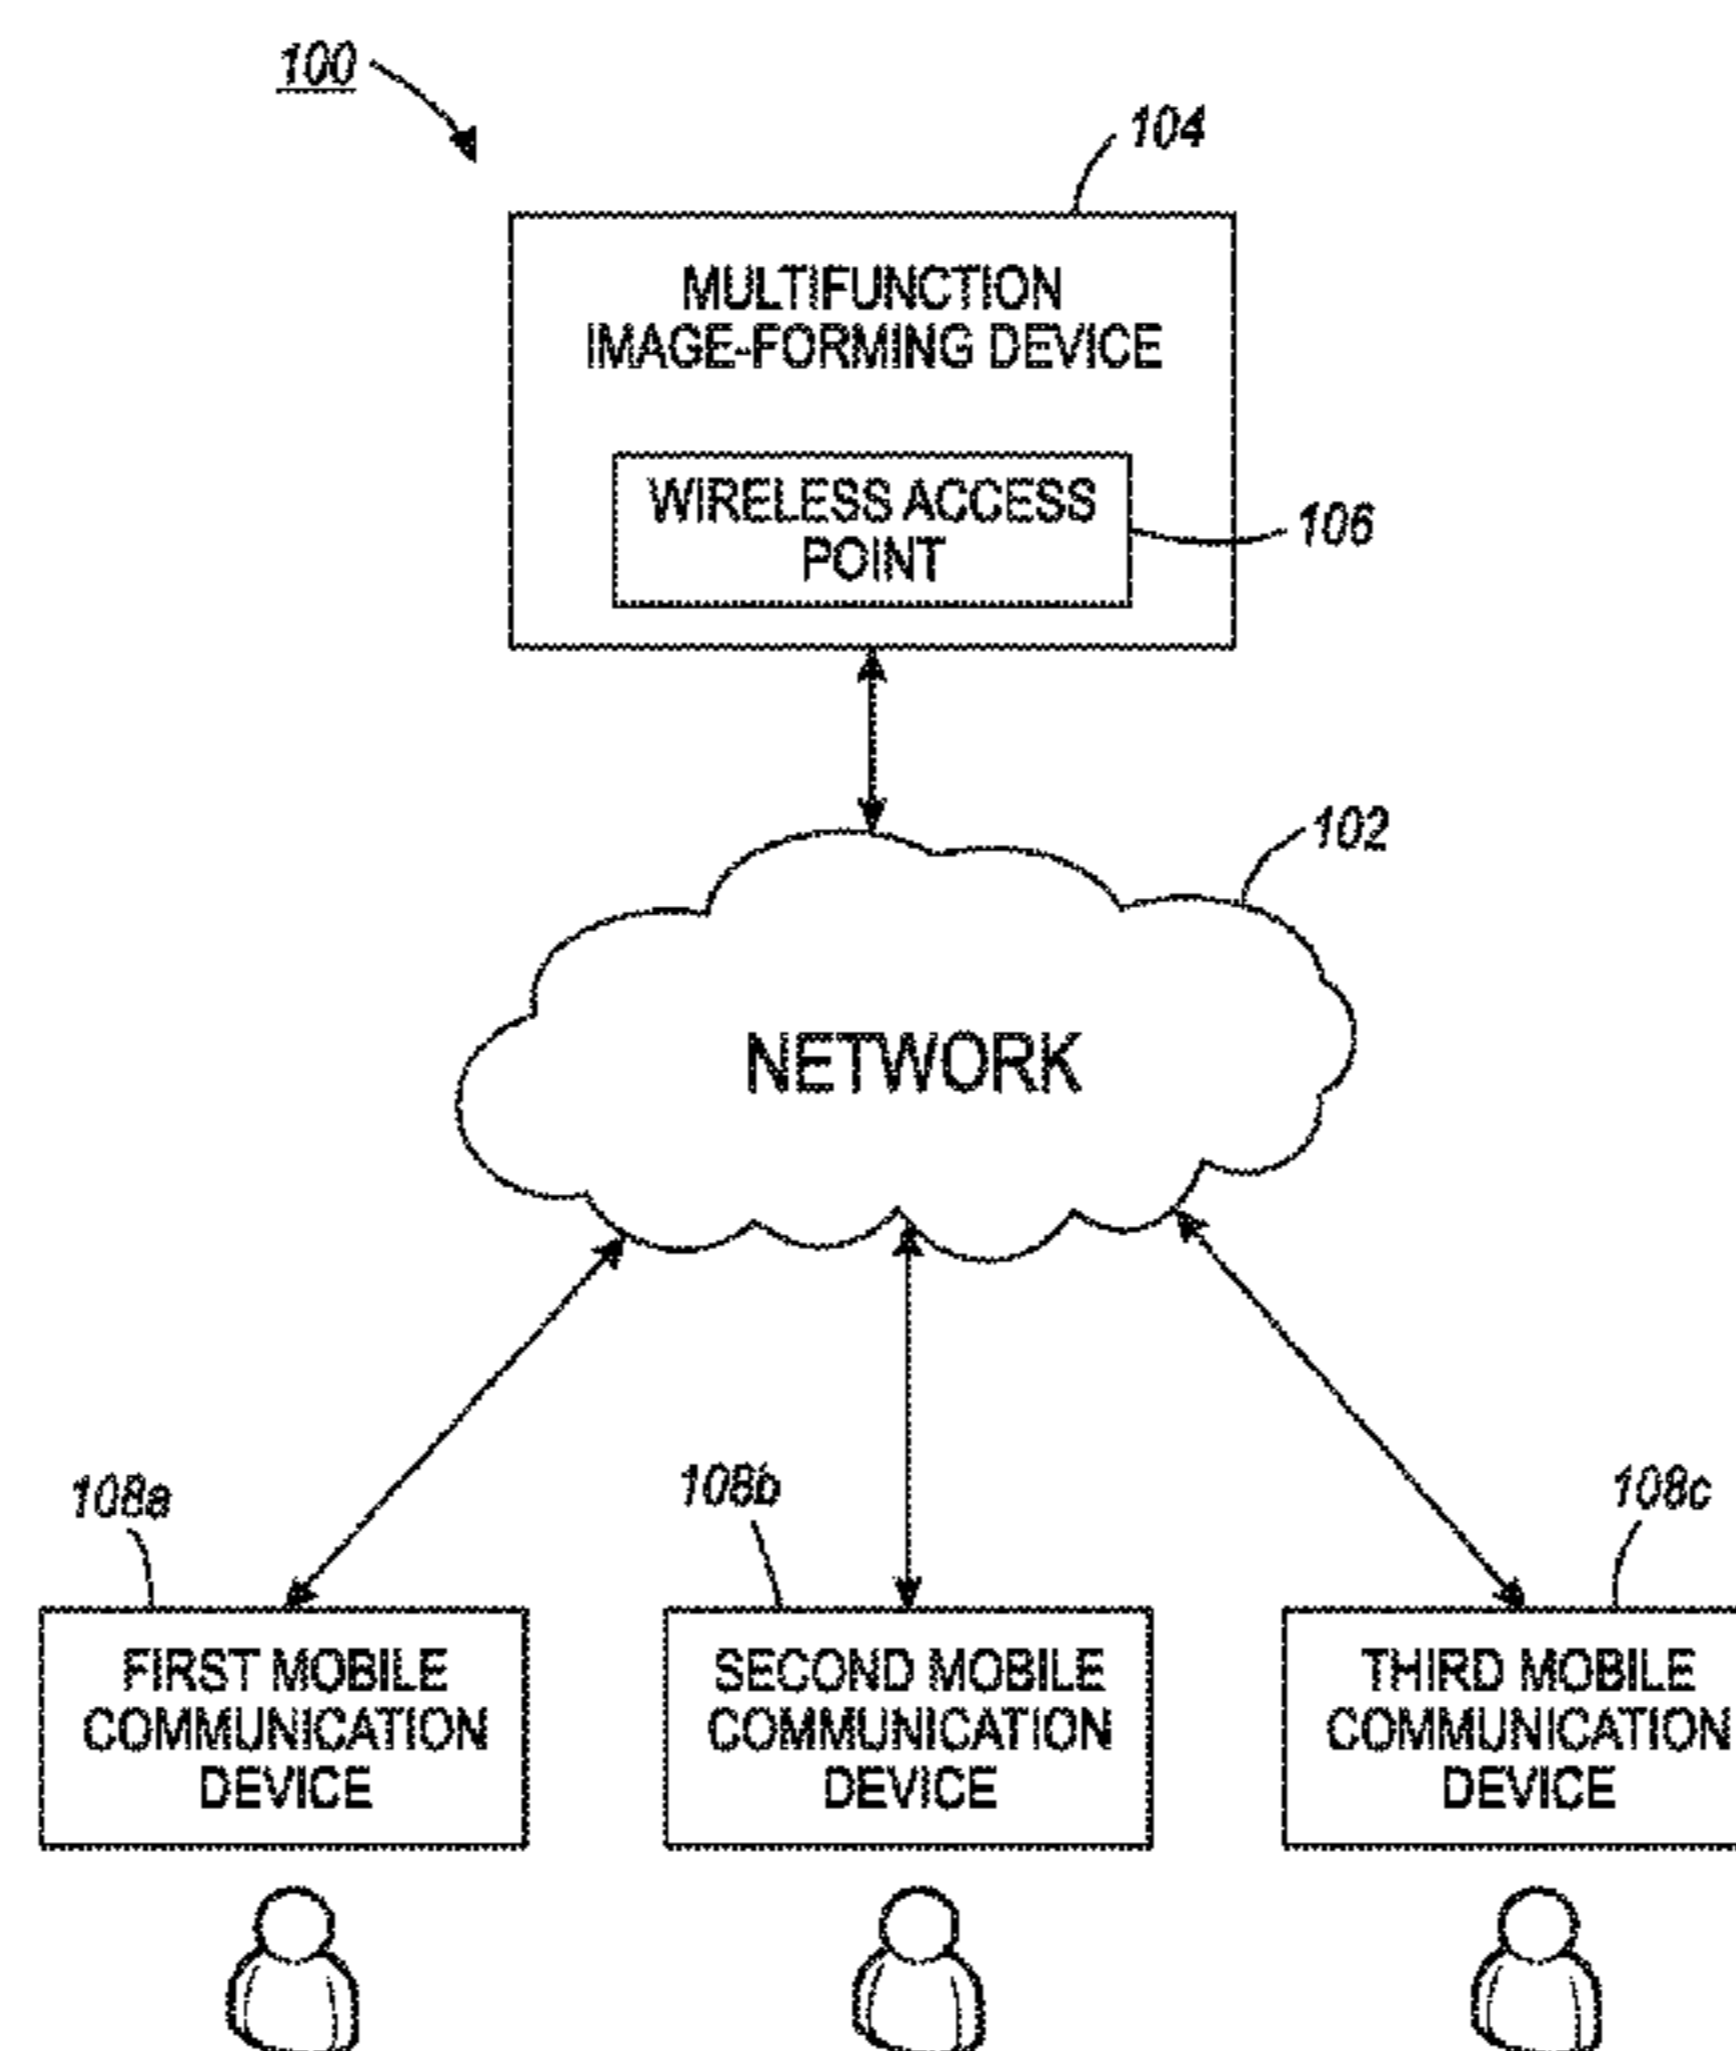 100
104
MULTIFUNCTION
IMAGE-FORMING DEVICE
WIRELESS ACCESS
POINT
106
102
NETWORK
108a
108b
108c
FIRST MOBILE
COMMUNICATION
DEVICE
SECOND MOBILE
COMMUNICATION
DEVICE
THIRD MOBILE
COMMUNICATION
DEVICE